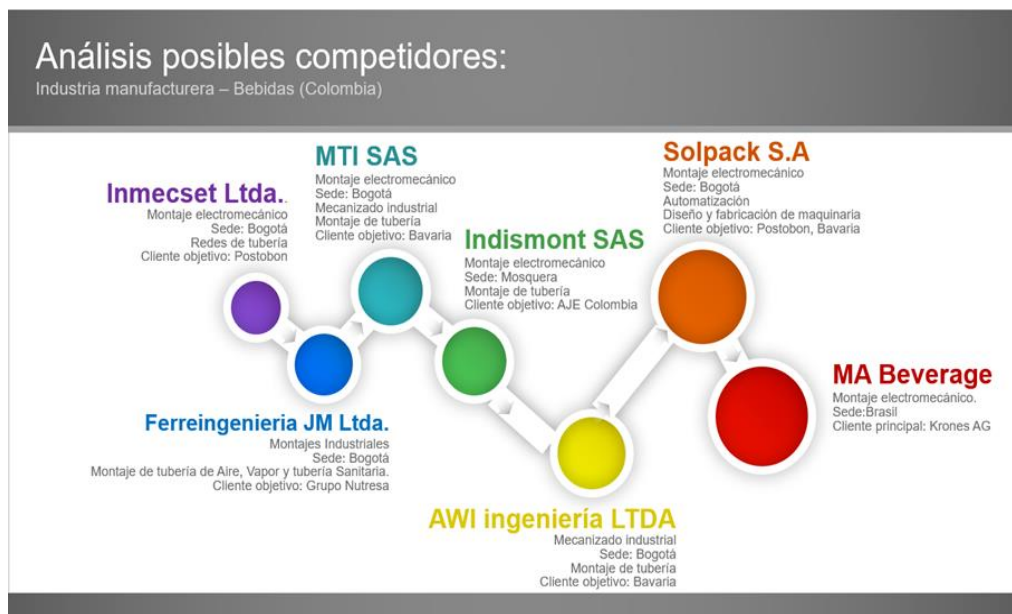 Análisis posibles competidores:
Industria manufacturera – Bebidas (Colombia)
Inmecset Ltda.
Montaje electromecánico
Sede: Bogotá
Redes de tubería
Cliente objetivo: Postobon
MTI SAS
Montaje electromecánico
Sede: Bogotá
Mecanizado industrial
Montaje de tubería
Cliente objetivo: Bavaria
Indismont SAS
Montaje electromecánico
Sede: Mosquera
Montaje de tubería
Cliente objetivo: AJE Colombia
Solpack S.A
Montaje electromecánico
Sede: Bogotá
Automatización
Diseño y fabricación de maquinaria
Cliente objetivo: Postobon, Bavaria
MA Beverage
Montaje electromecánico.
Sede:Brasil
Cliente principal: Krones AG
Ferreingenieria JM Ltda.
Montajes Industriales
Sede: Bogotá
Montaje de tubería de Aire, Vapor y tubería Sanitaria.
Cliente objetivo: Grupo Nutresa
AWI ingeniería LTDA
Mecanizado industrial
Sede: Bogotá
Montaje de tubería
Cliente objetivo: Bavaria